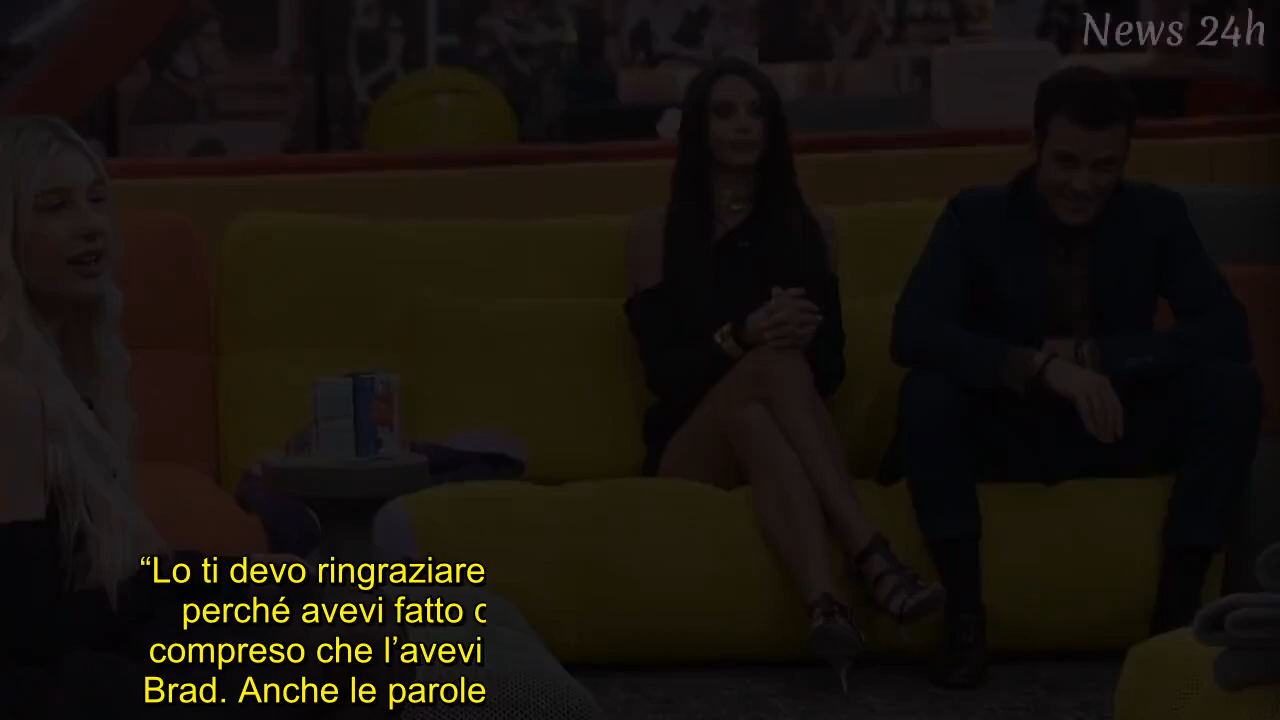 News 24h
“Lo ti devo ringraziare
perché avevi fatto
compreso che l’avevi
Brad. Anche le parole